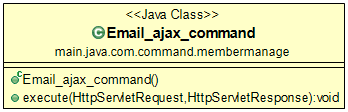 <<Java Class>>
Email_ajax_command
main.java.com.command.membermanage
Email_ajax_command()
execute(HttpServletRequest,HttpServletResponse):void